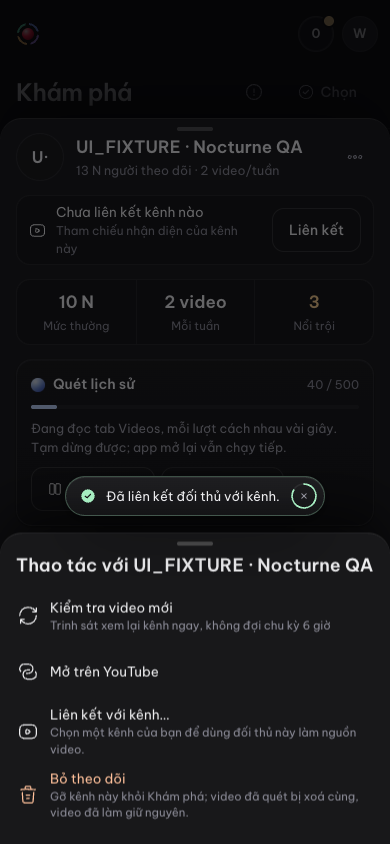 0
W
Khám phá
Chọn
U·
UI_FIXTURE · Nocturne QA
13 N người theo dõi · 2 video/tuần
Chưa liên kết kênh nào
Tham chiếu nhận diện của kênh
này
Liên kết
10 N
2 video
3
Mức thường
Mỗi tuần
Nổi trội
Quét lịch sử
40 / 500
Đang đọc tab Videos, mỗi lượt cách nhau vài giây.
Tạm dừng được; app mở lại vẫn chạy tiếp.
Đã liên kết đối thủ với kênh.
Thao tác với UI_FIXTURE · Nocturne QA
Kiểm tra video mới
Trinh sát xem lại kênh ngay, không đợi chu kỳ 6 giờ
Mở trên YouTube
Liên kết với kênh…
Chọn một kênh của bạn để dùng đối thủ này làm nguồn
video.
Bỏ theo dõi
Gỡ kênh này khỏi Khám phá; video đã quét bị xoá cùng,
video đã làm giữ nguyên.